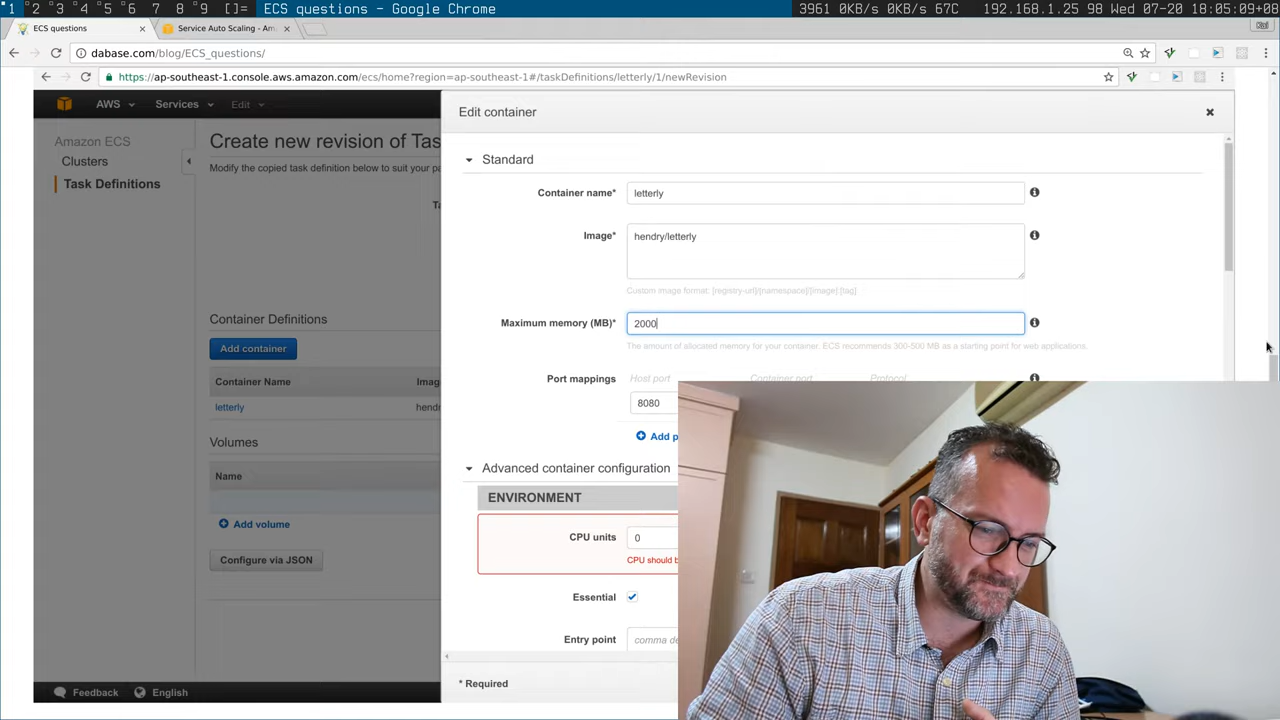 1 2 3 4 5 6 7 8 9 []= ECS questions - Google Chrome 3961 0KB/s 0KB/s 67C 192.168.1.25 98 Wed 07-20 18:05:09+08
ECS questions Service Auto Scaling - Am Kai
dabase.com/blog/ECS_questions/
https://ap-southeast-1.console.aws.amazon.com/ecs/home?region=ap-southeast-1#/taskDefinitions/letterly/1/newRevision
AWS Services Edit
Edit container
Amazon ECS
Clusters
Task Definitions
Create new revision of Ta
Modify the copied task definition below to suit your pa
Ta
Standard
Container name* letterly
Image* hendry/letterly
Custom image format: [registry-url]/[namespace]/[image]:[tag]
Maximum memory (MB)* 2000
The amount of allocated memory for your container. ECS recommends 300-500 MB as a starting point for web applications.
Port mappings Host port Container port Protocol
8080
Add p
Container Definitions
Add container
Container Name Imag
letterly hendr
Volumes
Name
Add volume
Configure via JSON
Advanced container configuration
ENVIRONMENT
CPU units 0
CPU should b
Essential
Entry point comma de
* Required
Feedback English